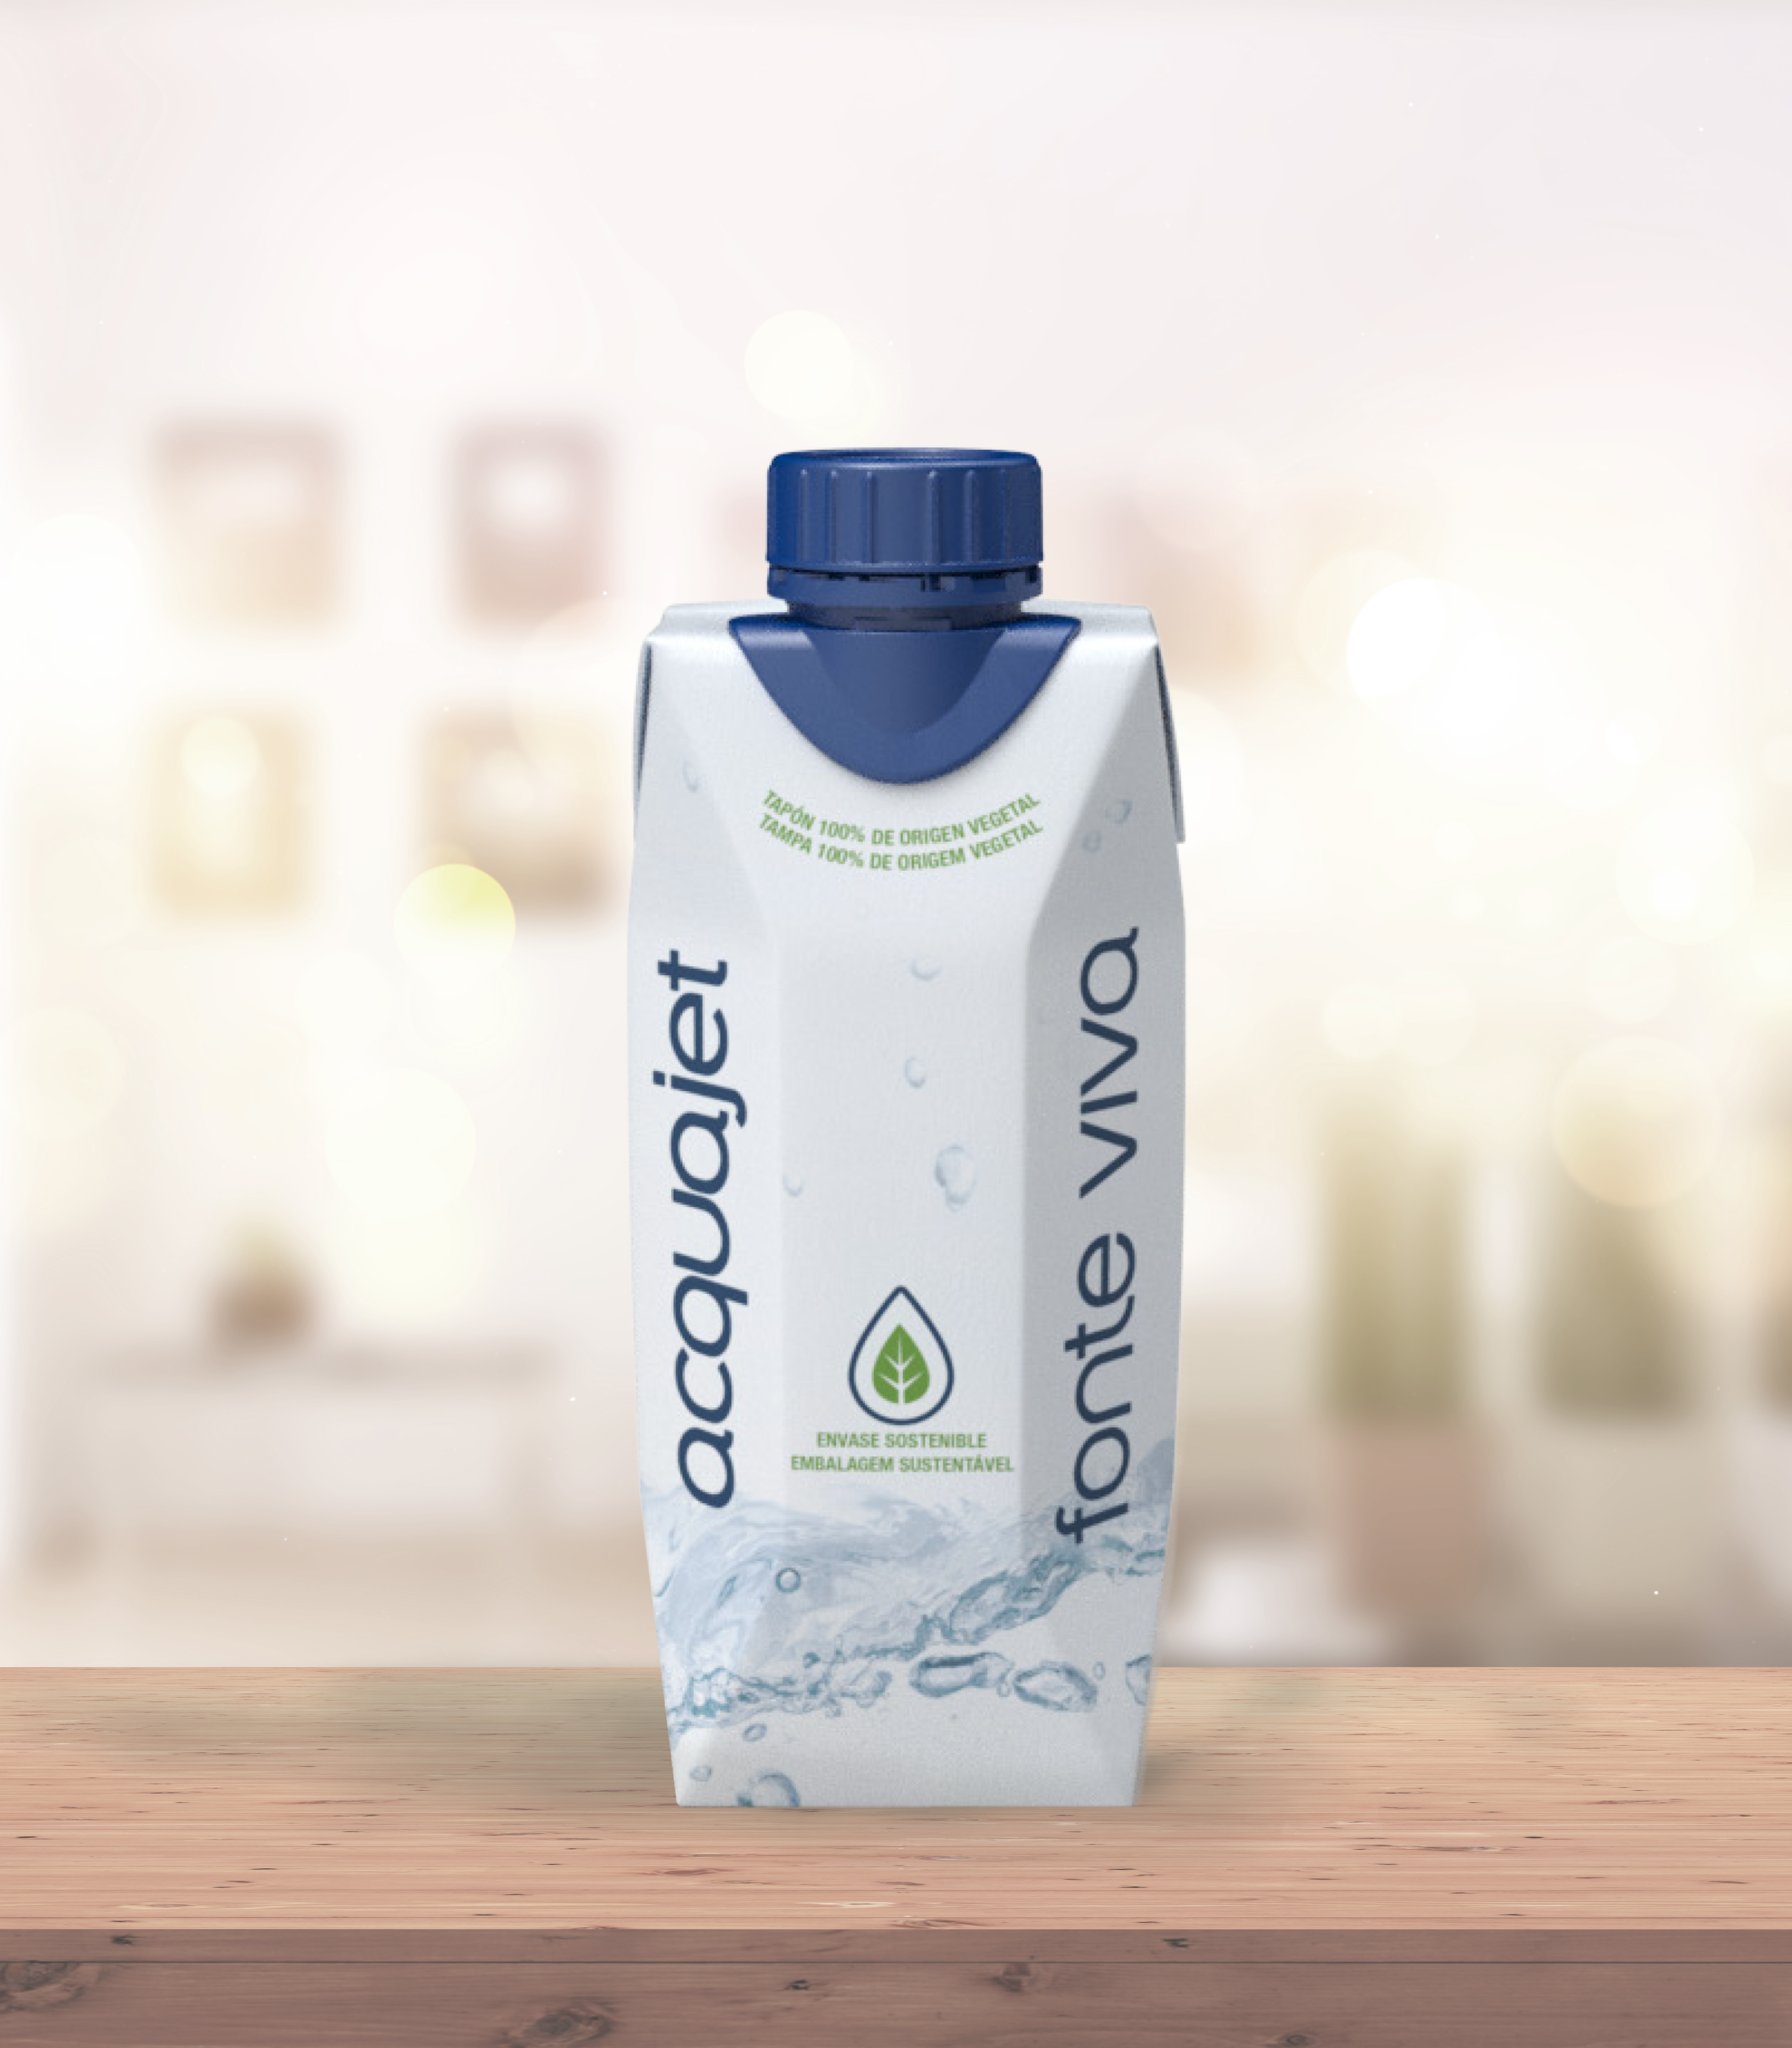 TAPÓN 100% DE ORIGEN VEGETAL
TAMPA 100% DE ORIGEM VEGETAL
acquajet
fonte viva
ENVASE SOSTENIBLE
EMBALAGEM SUSTENTÁVEL